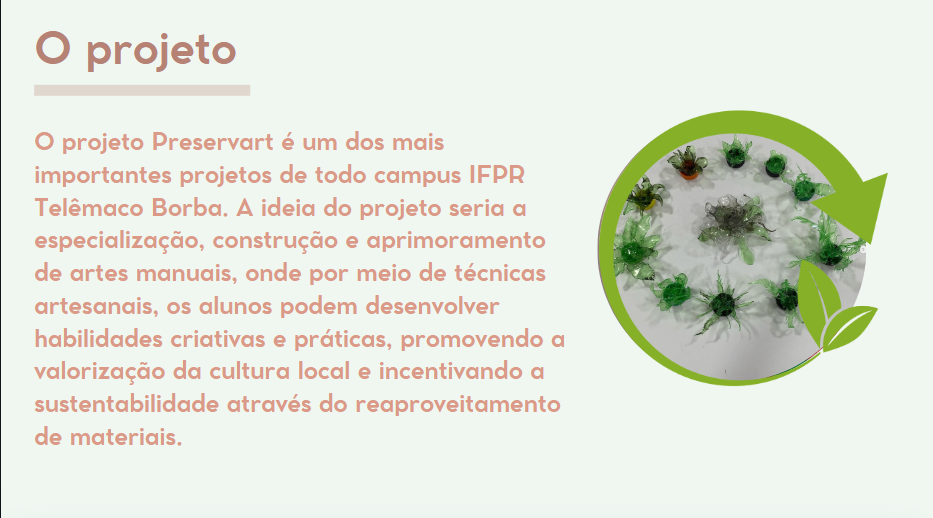 O projeto
O projeto Preservart é um dos mais
importantes projetos de todo campus IFPR
Telêmaco Borba. A ideia do projeto seria a
especialização, construção e aprimoramento
de artes manuais, onde por meio de técnicas
artesanais, os alunos podem desenvolver
habilidades criativas e práticas, promovendo a
valorização da cultura local e incentivando a
sustentabilidade através do reaproveitamento
de materiais.